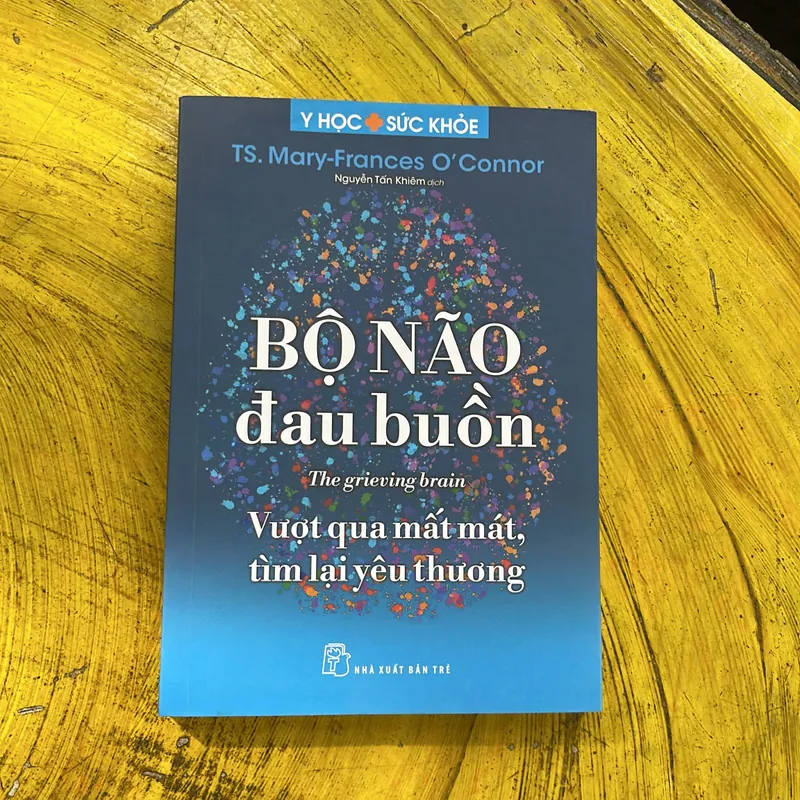 Y HỌC SỨC KHỎE
TS. Mary-Frances O'Connor
Nguyễn Tấn Khiêm dịch
BỘ NÃO
đau buồn
The grieving brain
Vượt qua mất mát,
tìm lại yêu thương
NHÀ XUẤT BẢN TRẺ